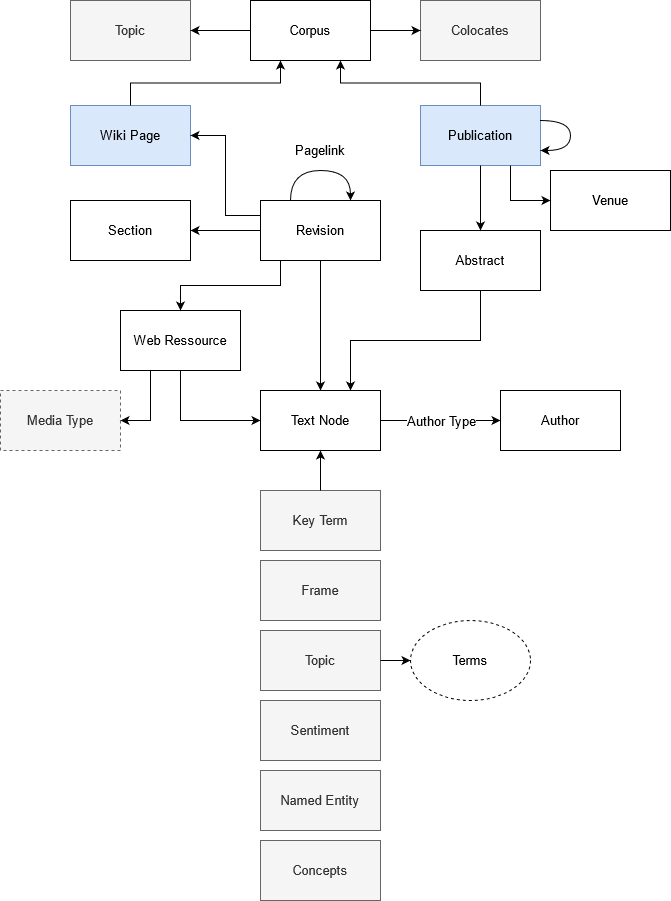 Topic
Corpus
Colocates
Wiki Page
Publication
Pagelink
Section
Revision
Venue
Abstract
Web Ressource
Media Type
Text Node
Author Type
Author
Key Term
Frame
Topic
Terms
Sentiment
Named Entity
Concepts